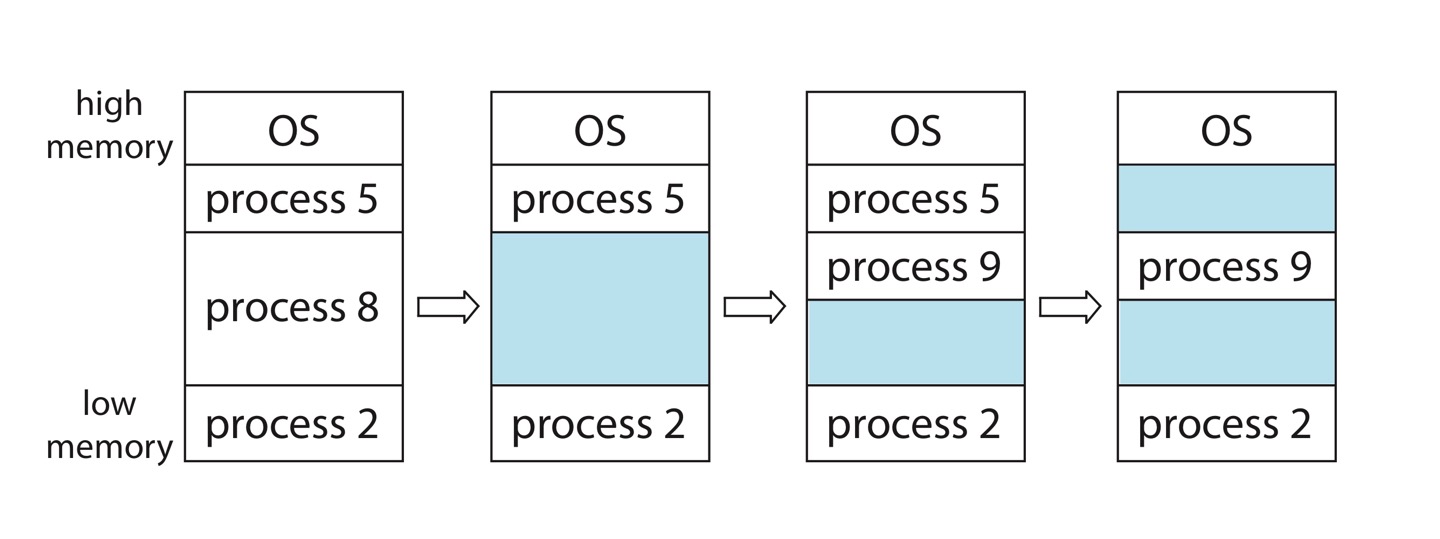 high
memory
low
memory
OS
process 5
process 8
process 2
OS
process 5
process 2
OS
process 5
process 9
process 2
OS
process 9
process 2